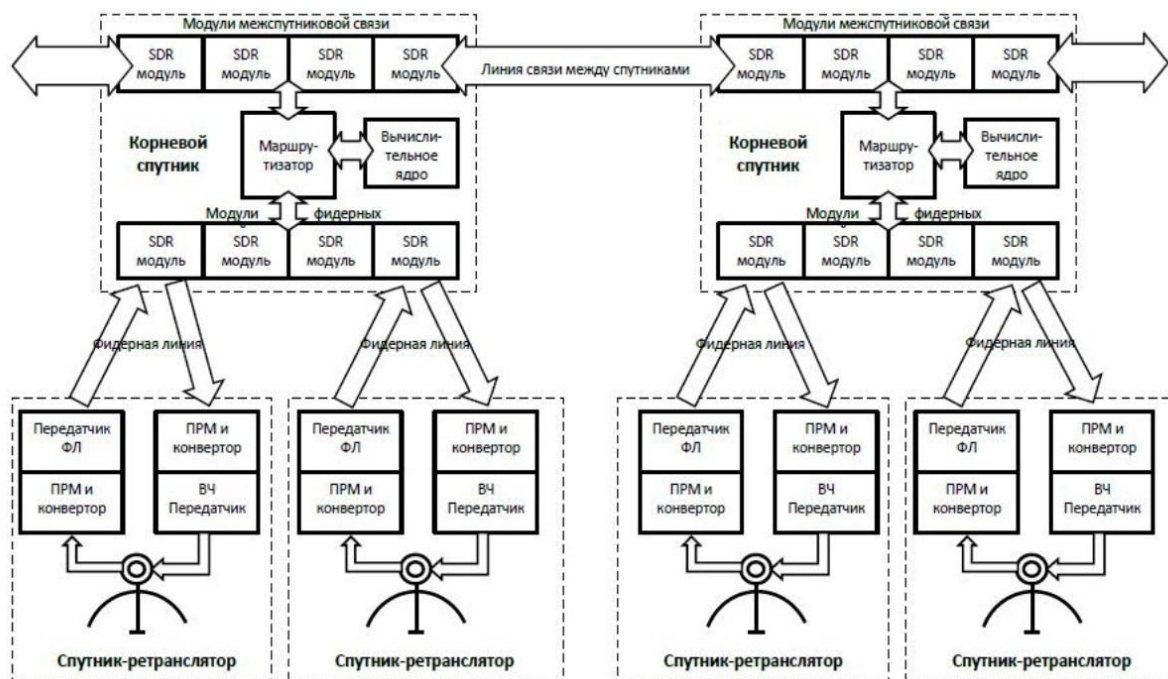 Модули межспутниковой связи
SDR
модуль
SDR
модуль
SDR
модуль
SDR
модуль
Корневой
спутник
Маршру-
тизатор
Вычисли-
тельное
ядро
Модули фидерных
SDR
модуль
SDR
модуль
SDR
модуль
SDR
модуль
Линия связи между спутниками
Модули межспутниковой связи
SDR
модуль
SDR
модуль
SDR
модуль
SDR
модуль
Корневой
спутник
Маршру-
тизатор
Вычисли-
тельное
ядро
Модули фидерных
SDR
модуль
SDR
модуль
SDR
модуль
SDR
модуль
Фидерная линия
Фидерная линия
Фидерная линия
Фидерная линия
Передатчик
ФЛ
ПРМ и
конвертор
ПРМ и
конвертор
ВЧ
Передатчик
Спутник-ретранслятор
Передатчик
ФЛ
ПРМ и
конвертор
ПРМ и
конвертор
ВЧ
Передатчик
Спутник-ретранслятор
Передатчик
ФЛ
ПРМ и
конвертор
ПРМ и
конвертор
ВЧ
Передатчик
Спутник-ретранслятор
Передатчик
ФЛ
ПРМ и
конвертор
ПРМ и
конвертор
ВЧ
Передатчик
Спутник-ретранслятор